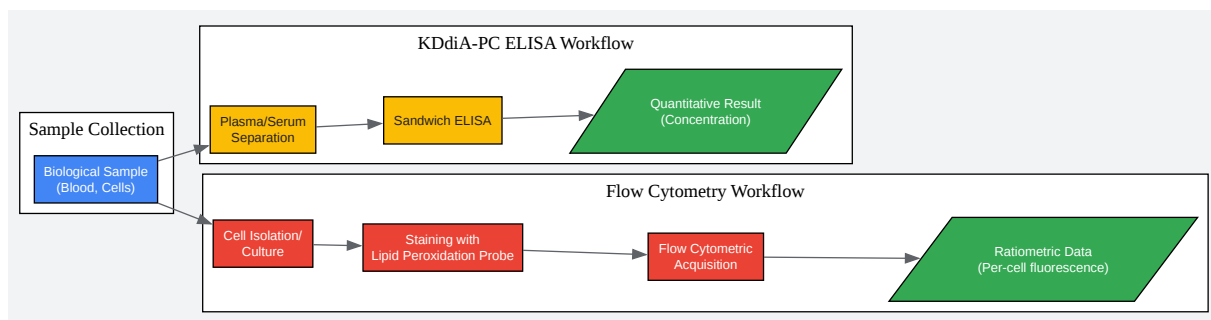 KDdiA-PC ELISA Workflow
Sample Collection
Biological Sample
(Blood, Cells)
Plasma/Serum
Separation
Sandwich ELISA
Quantitative Result
(Concentration)
Flow Cytometry Workflow
Cell Isolation/
Culture
Staining with
Lipid Peroxidation Probe
Flow Cytometric
Acquisition
Ratiometric Data
(Per-cell fluorescence)